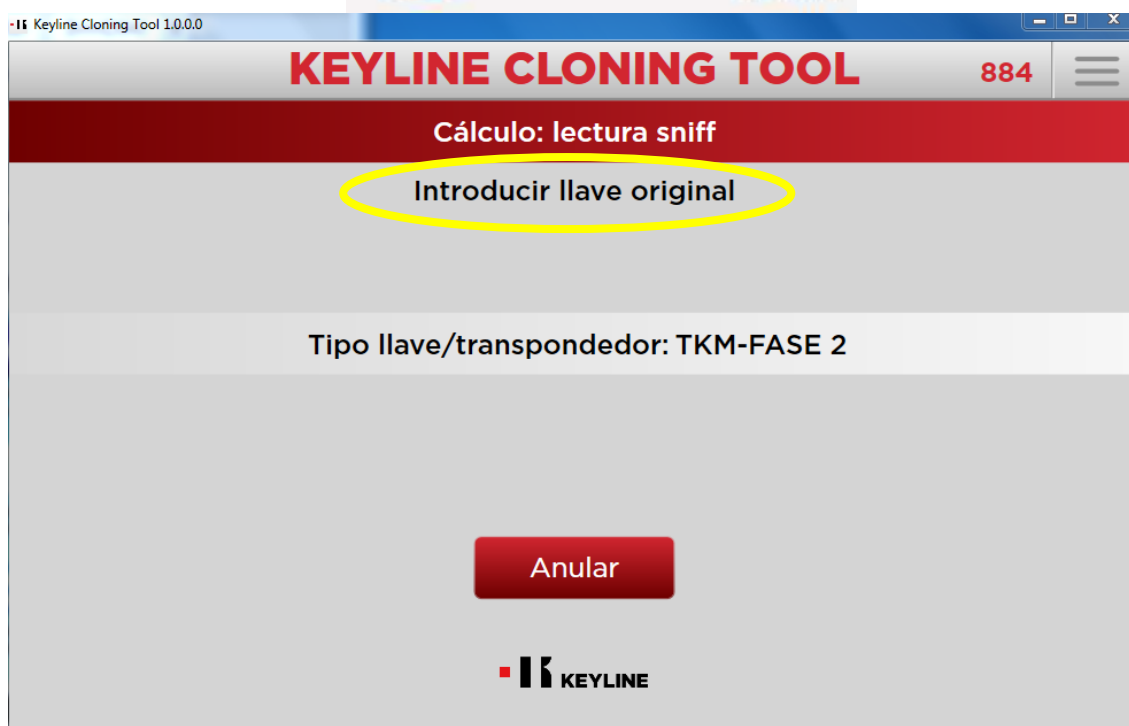 Keyline Cloning Tool 1.0.0.0
KEYLINE CLONING TOOL 884
Cálculo: lectura sniff
Introducir llave original
Tipo llave/transpondedor: TKM-FASE 2
Anular
KEYLINE